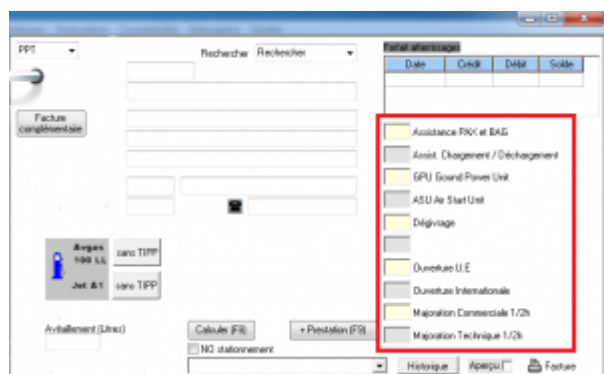 PPT
Rechercher Rechercher
Forfait atterrissages
Date Crédit Débit Solde
Facture
complémentaire
Assistance PAX et BAG
Assist. Chargement / Déchargement
GPU Gound Power Unit
ASU Air Start Unit
Dégivrage
Avgas
100 LL
sans TIPP
Jet A1
sans TIPP
Ouverture U.E
Ouverture Internationale
Majoration Commerciale 1/2h
Majoration Technique 1/2h
Avitaillement (Litres)
Calculer (F8)
+ Prestation (F9)
NO stationnement
Historique Aperçu Facture